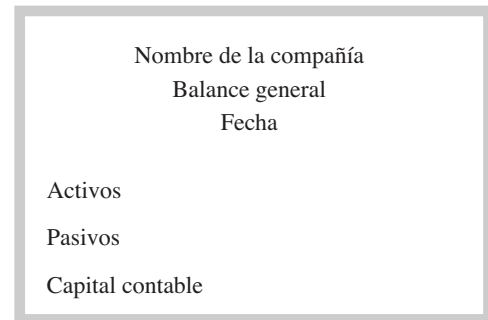 Nombre de la compañía
Balance general
Fecha
Activos
Pasivos
Capital contable